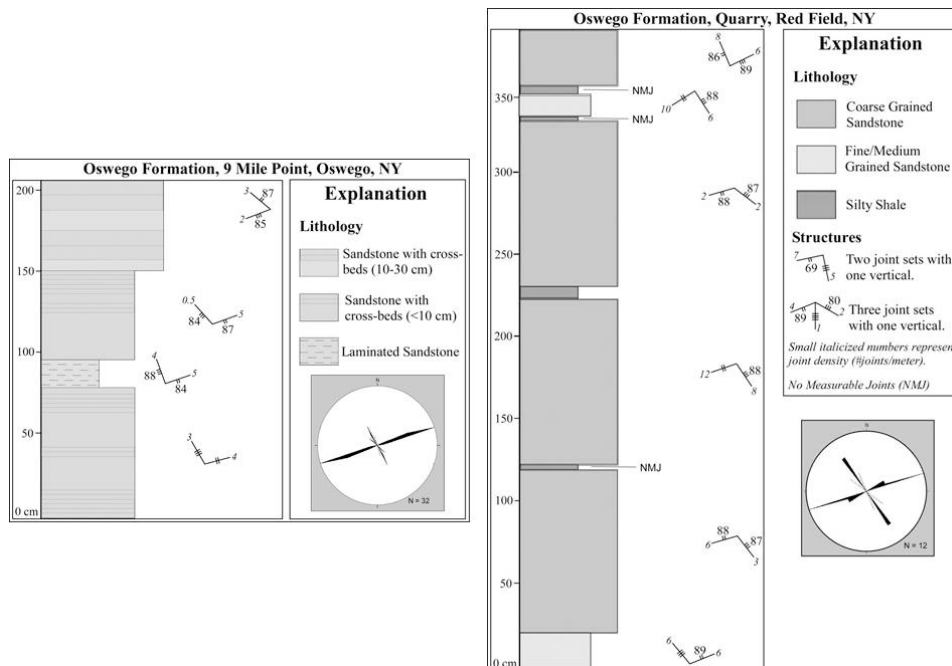 Oswego Formation, 9 Mile Point, Oswego, NY
200
150
100
50
0 cm
3
87
2
85
0.5
84
5
87
4
88
5
84
3
4
Explanation
Lithology
Sandstone with cross-
beds (10-30 cm)
Sandstone with
cross-beds (<10 cm)
Laminated Sandstone
N
N = 32
Oswego Formation, Quarry, Red Field, NY
350
300
250
200
150
100
50
0 cm
NMJ
NMJ
NMJ
8
86
6
89
88
10
6
87
88
2
2
12
88
8
88
87
6
3
6
89
6
Explanation
Lithology
Coarse Grained
Sandstone
Fine/Medium
Grained Sandstone
Silty Shale
Structures
7
69
5
Two joint sets with
one vertical.
4
89
80
2
1
Three joint sets
with one vertical.
Small italicized numbers represen
joint density (#joints/meter).
No Measurable Joints (NMJ)
N
N = 12